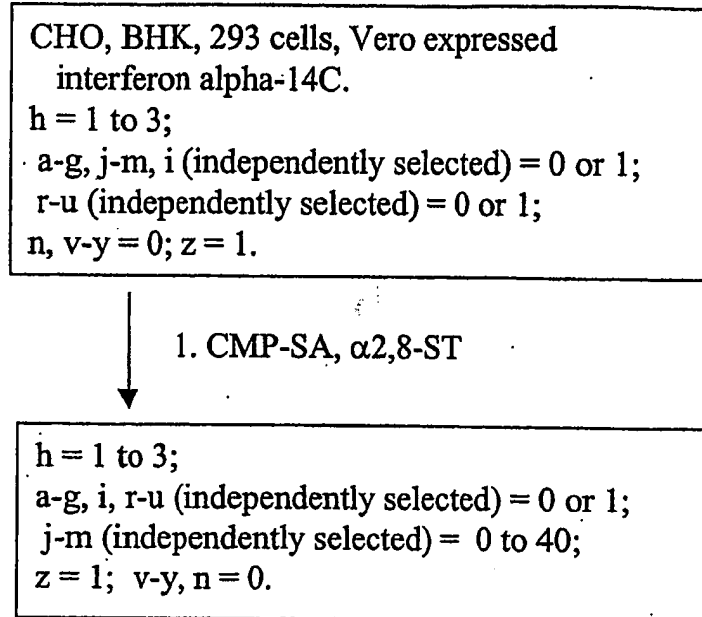 CHO, BHK, 293 cells, Vero expressed
interferon alpha-14C.
h = 1 to 3;
a-g, j-m, i (independently selected) = 0 or 1;
r-u (independently selected) = 0 or 1;
n, v-y = 0; z = 1.
1. CMP-SA, α2,8-ST
h = 1 to 3;
a-g, i, r-u (independently selected) = 0 or 1;
j-m (independently selected) = 0 to 40;
z = 1; v-y, n = 0.